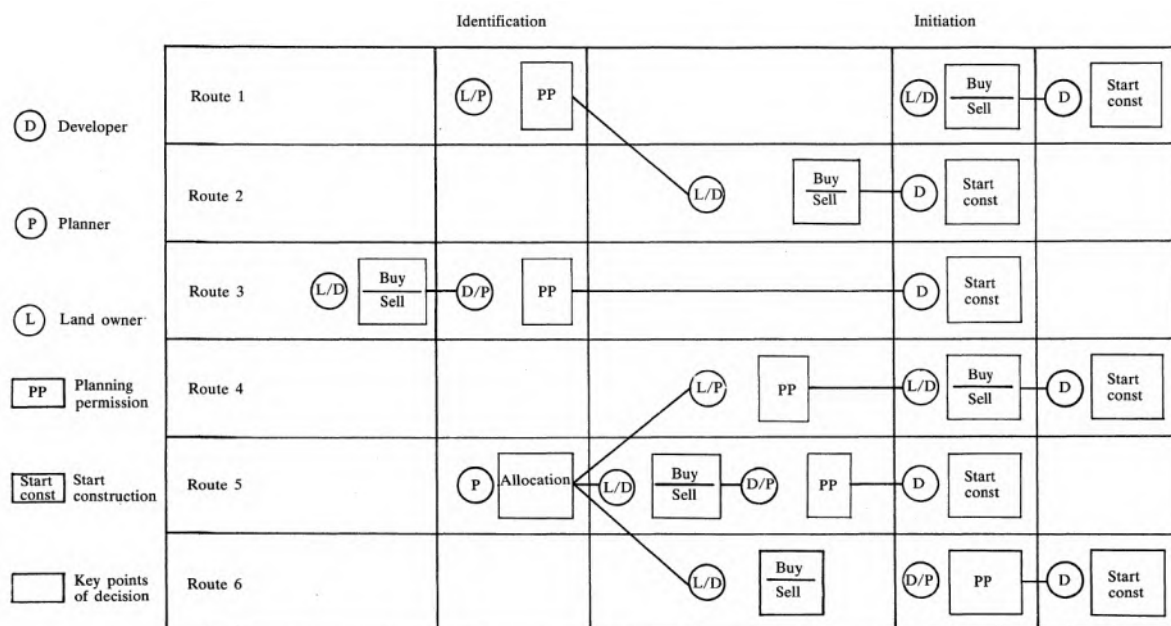 Identification
Initiation
D Developer
P Planner
L Land owner
PP Planning
permission
Start
const Start
construction
Key points
of decision
Route 1
L/P
PP
L/D
Buy
Sell
D
Start
const
Route 2
L/D
Buy
Sell
D
Start
const
Route 3
L/D
Buy
Sell
D/P
PP
D
Start
const
Route 4
L/P
PP
L/D
Buy
Sell
D
Start
const
Route 5
P
Allocation
L/D
Buy
Sell
D/P
PP
D
Start
const
Route 6
L/D
Buy
Sell
D/P
PP
D
Start
const